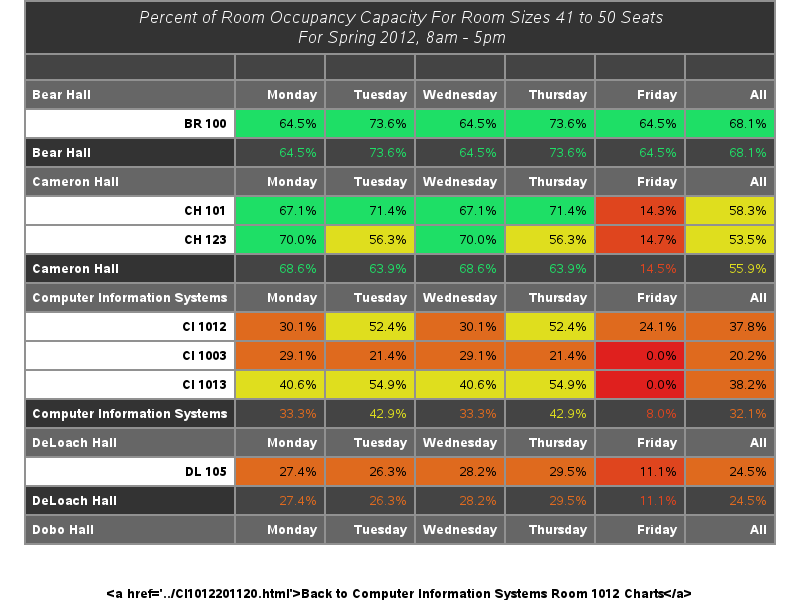 Percent of Room Occupancy Capacity For Room Sizes 41 to 50 Seats
For Spring 2012, 8am - 5pm
Bear Hall Monday Tuesday Wednesday Thursday Friday All
BR 100 64.5% 73.6% 64.5% 73.6% 64.5% 68.1%
Bear Hall 64.5% 73.6% 64.5% 73.6% 64.5% 68.1%
Cameron Hall Monday Tuesday Wednesday Thursday Friday All
CH 101 67.1% 71.4% 67.1% 71.4% 14.3% 58.3%
CH 123 70.0% 56.3% 70.0% 56.3% 14.7% 53.5%
Cameron Hall 68.6% 63.9% 68.6% 63.9% 14.5% 55.9%
Computer Information Systems Monday Tuesday Wednesday Thursday Friday All
CI 1012 30.1% 52.4% 30.1% 52.4% 24.1% 37.8%
CI 1003 29.1% 21.4% 29.1% 21.4% 0.0% 20.2%
CI 1013 40.6% 54.9% 40.6% 54.9% 0.0% 38.2%
Computer Information Systems 33.3% 42.9% 33.3% 42.9% 8.0% 32.1%
DeLoach Hall Monday Tuesday Wednesday Thursday Friday All
DL 105 27.4% 26.3% 28.2% 29.5% 11.1% 24.5%
DeLoach Hall 27.4% 26.3% 28.2% 29.5% 11.1% 24.5%
Dobo Hall Monday Tuesday Wednesday Thursday Friday All
<a href='../CI1012201120.html'>Back to Computer Information Systems Room 1012 Charts</a>